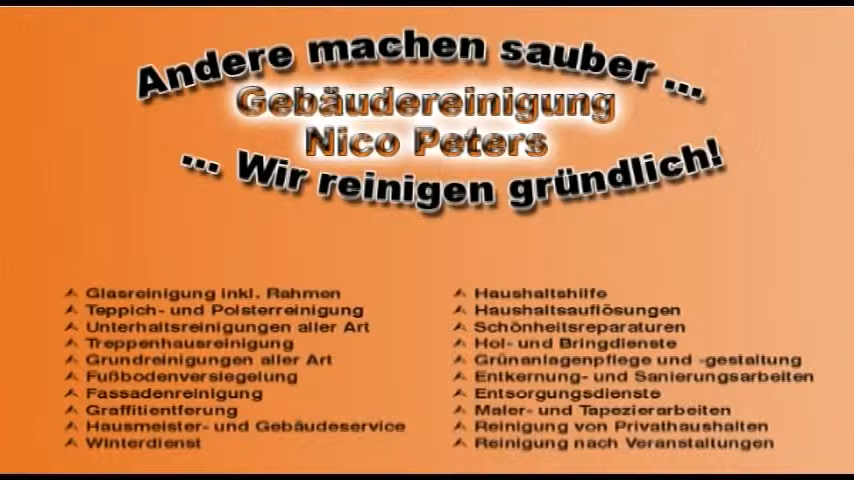 Andere machen sauber ...
Gebäudereinigung
Nico Peters
... Wir reinigen gründlich!
Glasreinigung inkl. Rahmen
Teppich- und Polsterreinigung
Unterhaltsreinigungen aller Art
Treppenhausreinigung
Grundreinigungen aller Art
Fußbodenversiegelung
Fassadenreinigung
Graffitientferung
Hausmeister- und Gebäudeservice
Winterdienst
Haushaltshilfe
Haushaltsauflösungen
Schönheitsreparaturen
Hol- und Bringdienste
Grünanlagenpflege und -gestaltung
Entkernung- und Sanierungsarbeiten
Entsorgungsdienste
Maler- und Tapezierarbeiten
Reinigung von Privathaushalten
Reinigung nach Veranstaltungen